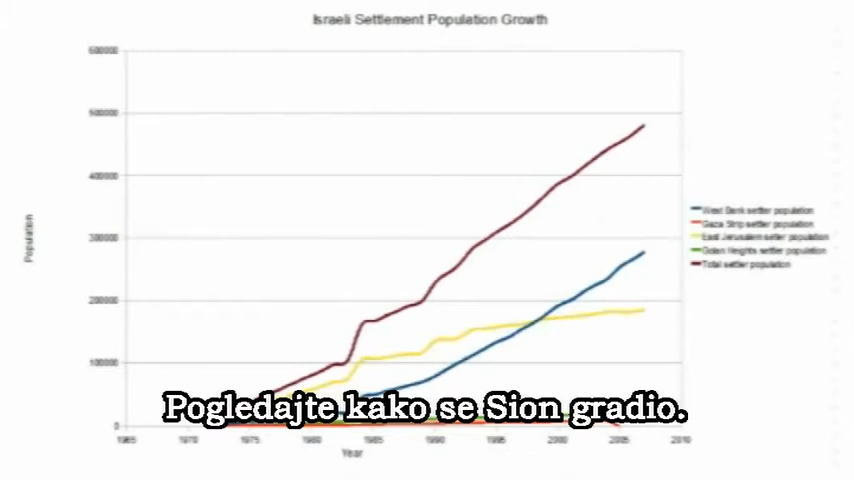 Israeli Settlement Population Growth
600000
500000
400000
300000
200000
100000
0
Population
1965 1970 1975 1980 1985 1990 1995 2000 2005 2010
Year
West Bank settler population
Gaza Strip settler population
East Jerusalem setter population
Golan Heights settler population
Total settler population
Pogledajte kako se Sion gradio.